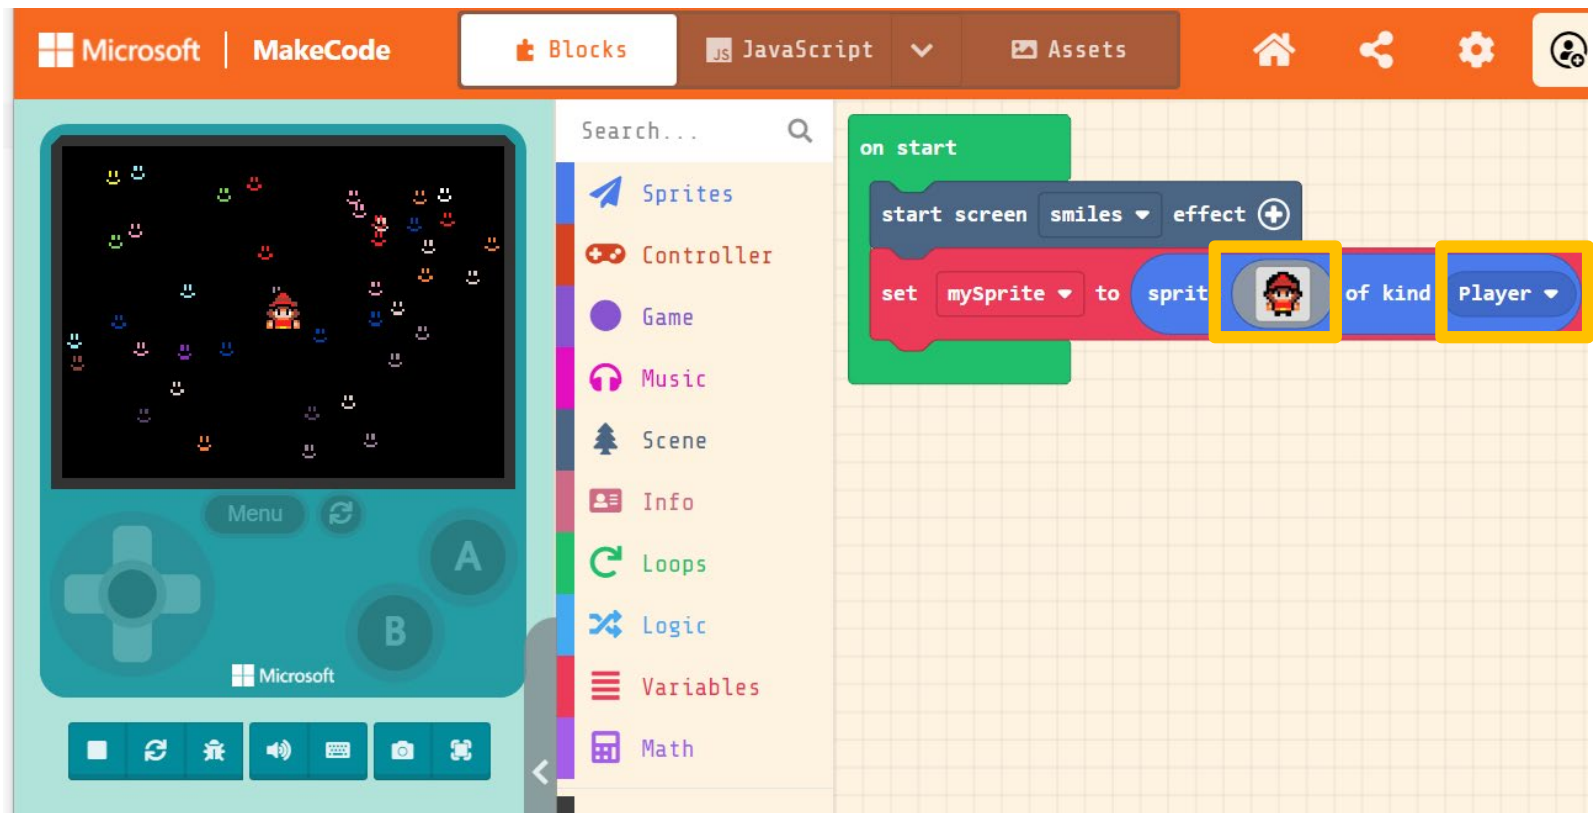 Microsoft | MakeCode
Blocks
JS JavaScript
Assets
Search...
Sprites
Controller
Game
Music
Scene
Info
Loops
Logic
Variables
Math
on start
start screen smiles effect
set mySprite to sprit of kind Player
Menu
A
B
Microsoft